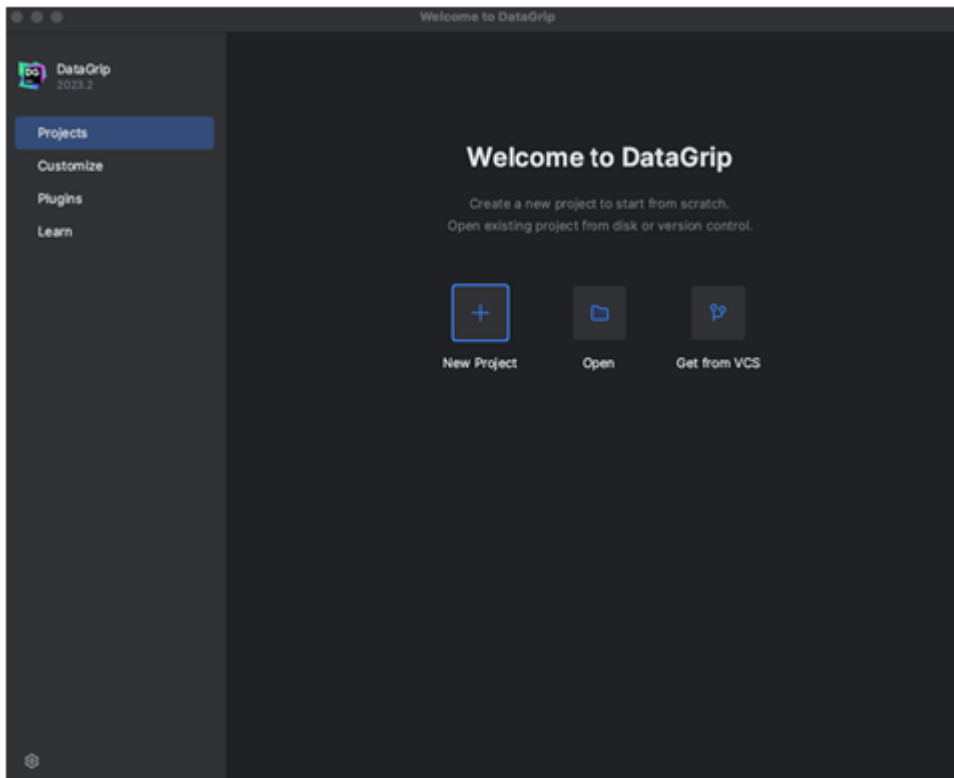 Welcome to DataGrip
DG
DataGrip
2023.2
Projects
Customize
Plugins
Learn
Welcome to DataGrip
Create a new project to start from scratch.
Open existing project from disk or version control.
New Project
Open
Get from VCS